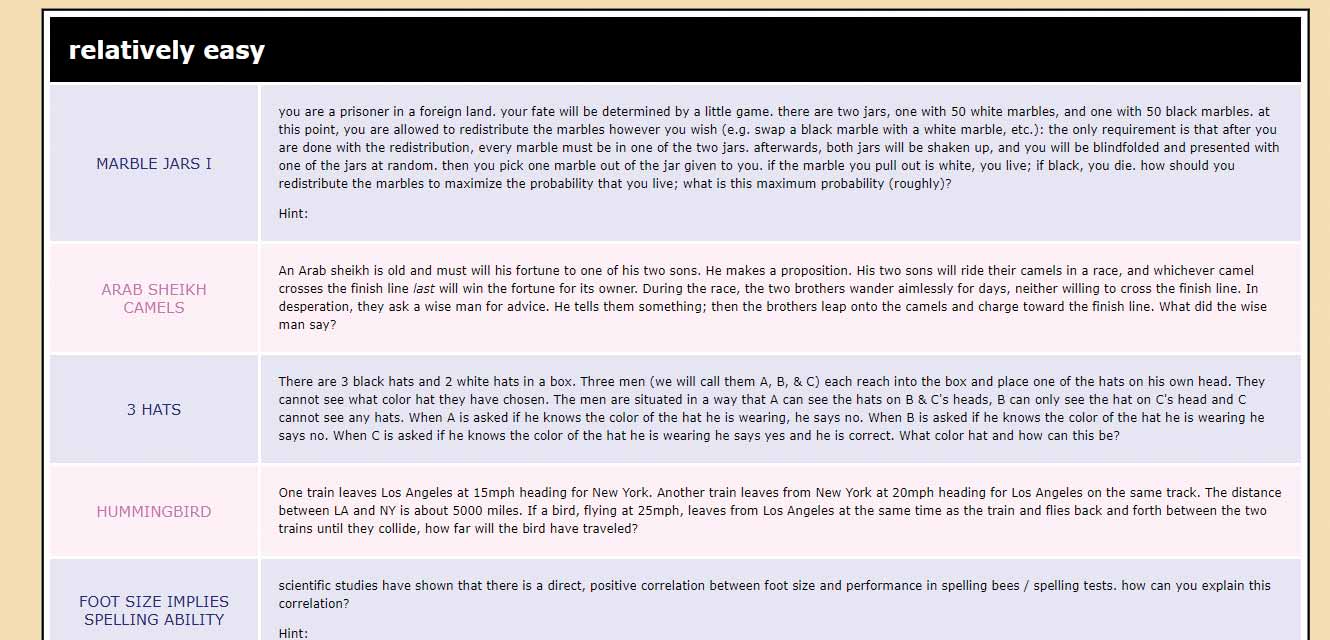 relatively easy
MARBLE JARS I
you are a prisoner in a foreign land. your fate will be determined by a little game. there are two jars, one with 50 white marbles, and one with 50 black marbles. at
this point, you are allowed to redistribute the marbles however you wish (e.g. swap a black marble with a white marble, etc.): the only requirement is that after you
are done with the redistribution, every marble must be in one of the two jars. afterwards, both jars will be shaken up, and you will be blindfolded and presented with
one of the jars at random. then you pick one marble out of the jar given to you. if the marble you pull out is white, you live; if black, you die. how should you
redistribute the marbles to maximize the probability that you live; what is this maximum probability (roughly)?
Hint:
ARAB SHEIKH
CAMELS
An Arab sheikh is old and must will his fortune to one of his two sons. He makes a proposition. His two sons will ride their camels in a race, and whichever camel
crosses the finish line last will win the fortune for its owner. During the race, the two brothers wander aimlessly for days, neither willing to cross the finish line. In
desperation, they ask a wise man for advice. He tells them something; then the brothers leap onto the camels and charge toward the finish line. What did the wise
man say?
3 HATS
There are 3 black hats and 2 white hats in a box. Three men (we will call them A, B, & C) each reach into the box and place one of the hats on his own head. They
cannot see what color hat they have chosen. The men are situated in a way that A can see the hats on B & C's heads, B can only see the hat on C's head and C
cannot see any hats. When A is asked if he knows the color of the hat he is wearing, he says no. When B is asked if he knows the color of the hat he is wearing he
says no. When C is asked if he knows the color of the hat he is wearing he says yes and he is correct. What color hat and how can this be?
HUMMINGBIRD
One train leaves Los Angeles at 15mph heading for New York. Another train leaves from New York at 20mph heading for Los Angeles on the same track. The distance
between LA and NY is about 5000 miles. If a bird, flying at 25mph, leaves from Los Angeles at the same time as the train and flies back and forth between the two
trains until they collide, how far will the bird have traveled?
FOOT SIZE IMPLIES
SPELLING ABILITY
scientific studies have shown that there is a direct, positive correlation between foot size and performance in spelling bees / spelling tests. how can you explain this
correlation?
Hint: